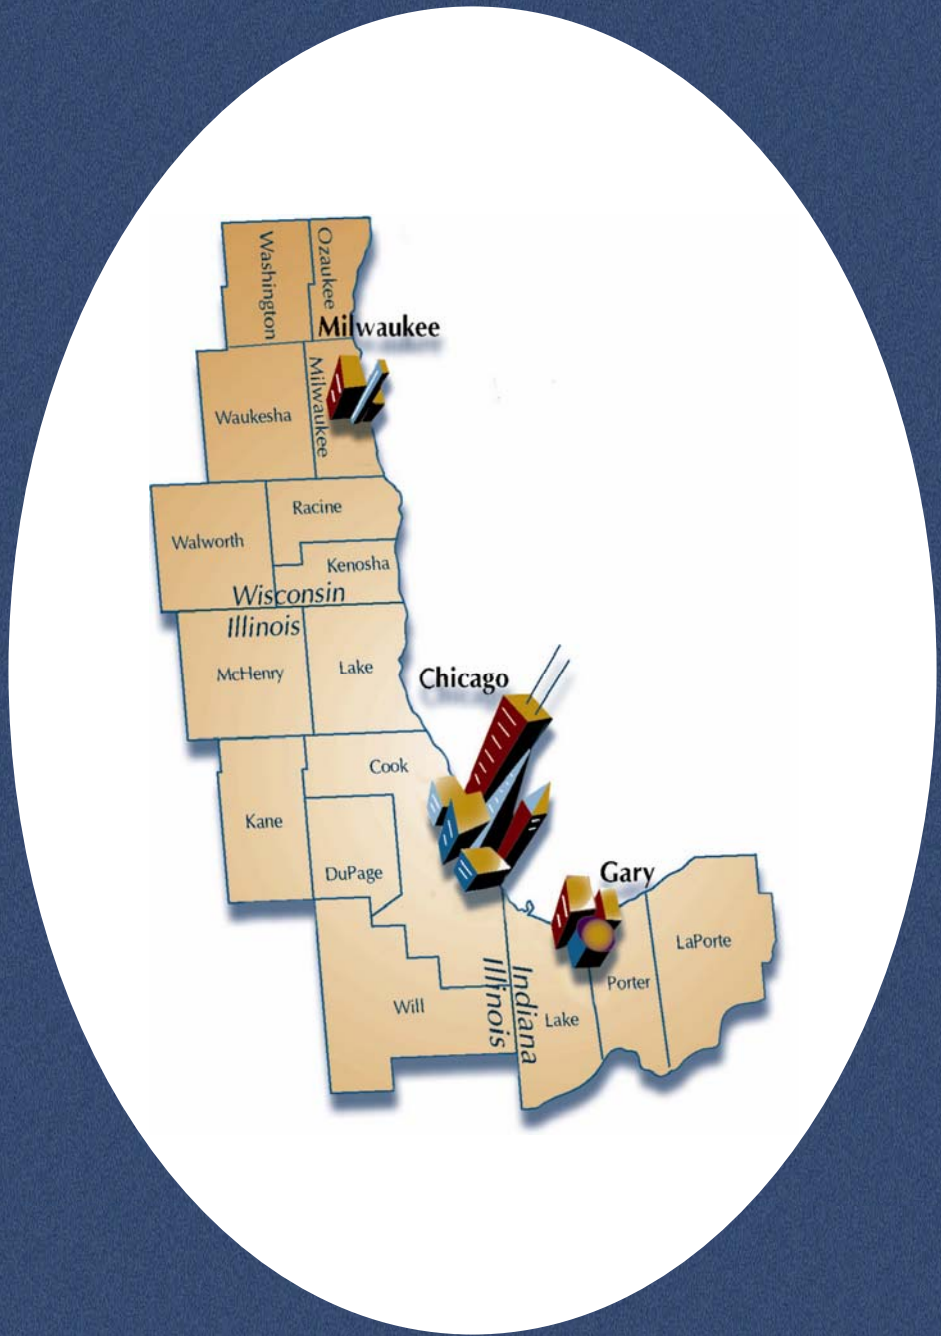 Washington
Ozaukee
Milwaukee
Milwaukee
Waukesha
Racine
Walworth
Kenosha
Wisconsin
Illinois
McHenry
Lake
Chicago
Cook
Kane
DuPage
Gary
LaPorte
Porter
Will
Illinois
Indiana
Lake